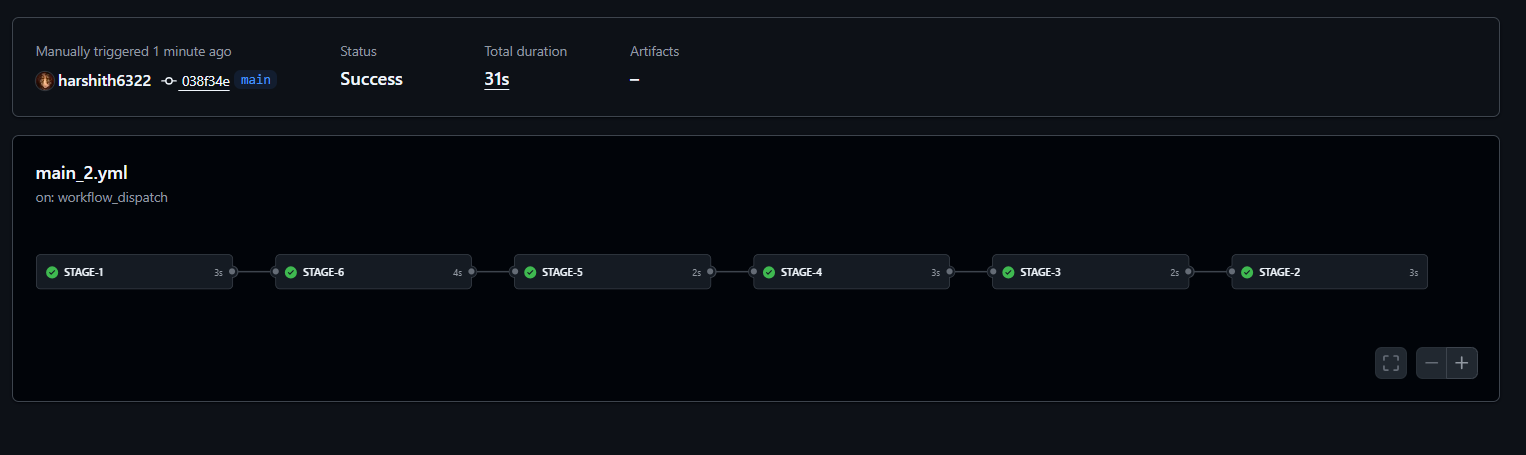 Manually triggered 1 minute ago
Status
Total duration
Artifacts
harshith6322 038f34e main
Success
31s
–
main_2.yml
on: workflow_dispatch
STAGE-1 3s
STAGE-6 4s
STAGE-5 2s
STAGE-4 3s
STAGE-3 2s
STAGE-2 3s